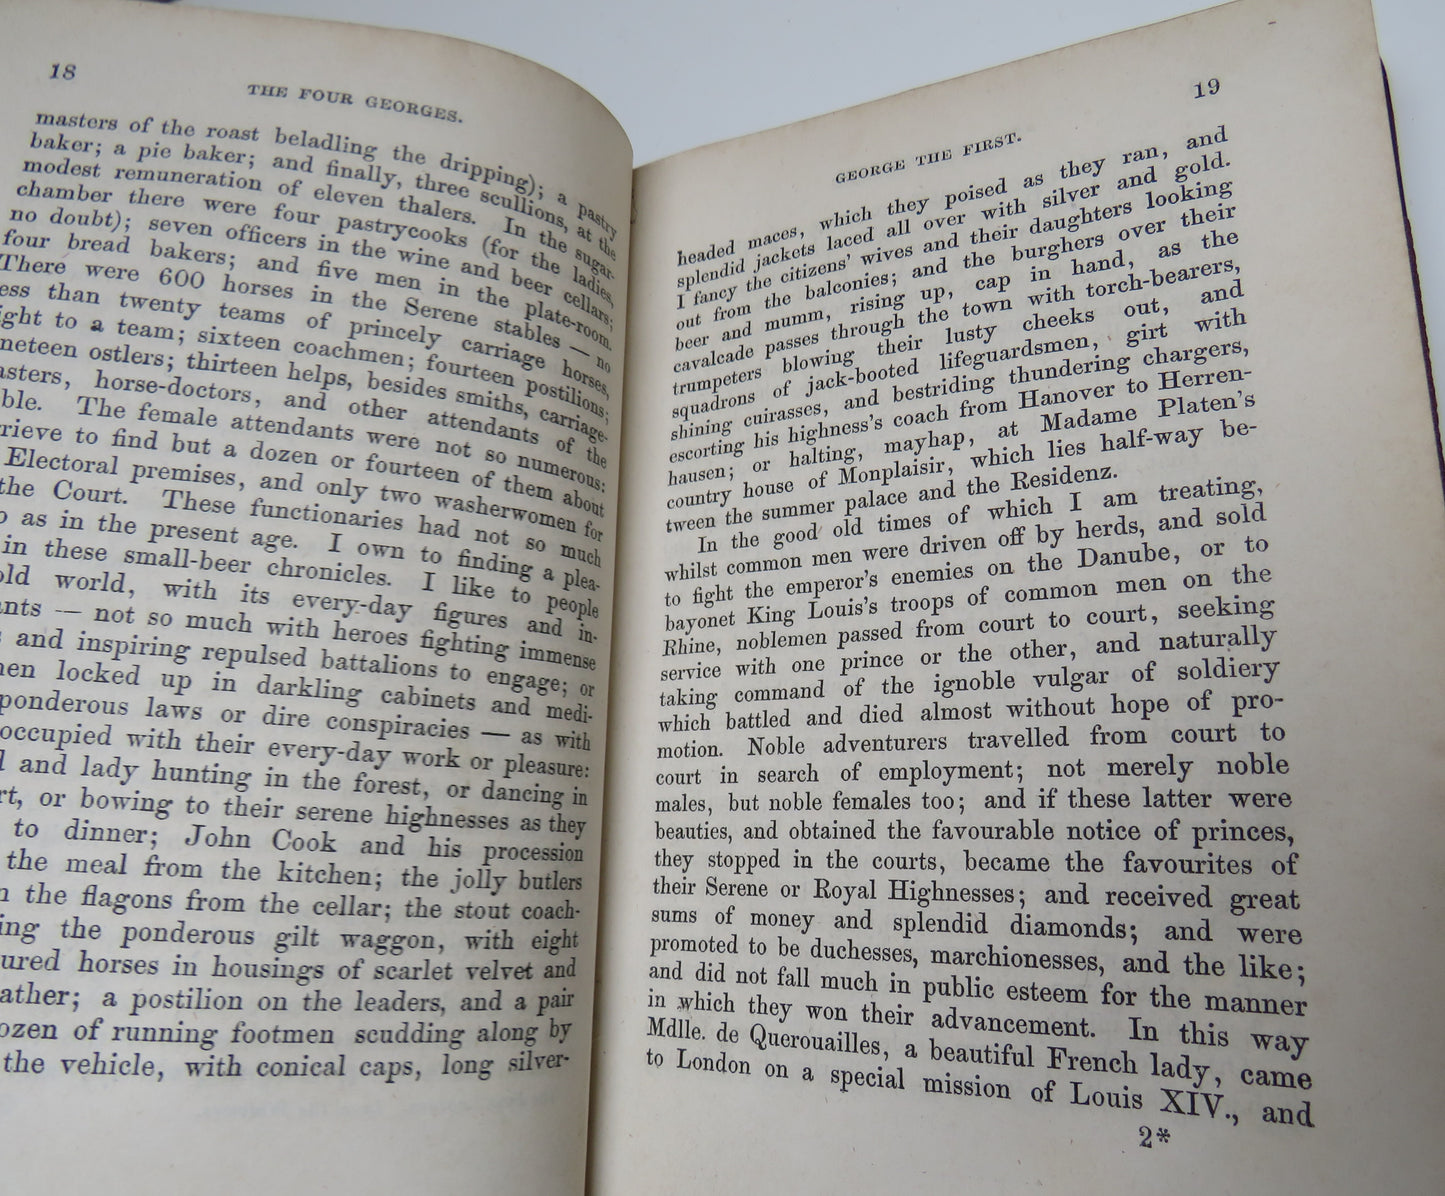 18
THE FOUR GEORGES.
masters of the roast beladling the dripping); a pastry
baker; a pie baker; and finally, three scullions, at the
modest remuneration of eleven thalers. In the sugar-
chamber there were four pastrycooks (for the ladies,
no doubt); seven officers in the wine and beer cellars;
four bread bakers; and five men in the plate-room.
There were 600 horses in the Serene stables — no
less than twenty teams of princely carriage horses,
ight to a team; sixteen coachmen; fourteen postilions;
neteen ostlers; thirteen helps, besides smiths, carriage-
asters, horse-doctors, and other attendants of the
ble. The female attendants were not so numerous:
rieve to find but a dozen or fourteen of them about
Electoral premises, and only two washerwomen for
the Court. These functionaries had not so much
o as in the present age. I own to finding a plea-
in these small-beer chronicles. I like to people
old world, with its every-day figures and in-
nts — not so much with heroes fighting immense
s and inspiring repulsed battalions to engage; or
nen locked up in darkling cabinets and medi-
ponderous laws or dire conspiracies — as with
occupied with their every-day work or pleasure:
l and lady hunting in the forest, or dancing in
rt, or bowing to their serene highnesses as they
to dinner; John Cook and his procession
the meal from the kitchen; the jolly butlers
n the flagons from the cellar; the stout coach-
ing the ponderous gilt waggon, with eight
ured horses in housings of scarlet velvet and
ather; a postilion on the leaders, and a pair
ozen of running footmen scudding along by
the vehicle, with conical caps, long silver-
19
GEORGE THE FIRST.
headed maces, which they poised as they ran, and
splendid jackets laced all over with silver and gold.
I fancy the citizens' wives and their daughters looking
out from the balconies; and the burghers over their
beer and mumm, rising up, cap in hand, as the
cavalcade passes through the town with torch-bearers,
trumpeters blowing their lusty cheeks out, and
squadrons of jack-booted lifeguardsmen, girt with
shining cuirasses, and bestriding thundering chargers,
escorting his highness's coach from Hanover to Herren-
hausen; or halting, mayhap, at Madame Platen's
country house of Monplaisir, which lies half-way be-
tween the summer palace and the Residenz.
In the good old times of which I am treating,
whilst common men were driven off by herds, and sold
to fight the emperor's enemies on the Danube, or to
bayonet King Louis's troops of common men on the
Rhine, noblemen passed from court to court, seeking
service with one prince or the other, and naturally
taking command of the ignoble vulgar of soldiery
which battled and died almost without hope of pro-
motion. Noble adventurers travelled from court to
court in search of employment; not merely noble
males, but noble females too; and if these latter were
beauties, and obtained the favourable notice of princes,
they stopped in the courts, became the favourites of
their Serene or Royal Highnesses; and received great
sums of money and splendid diamonds; and were
promoted to be duchesses, marchionesses, and the like;
and did not fall much in public esteem for the manner
in which they won their advancement. In this way
Mdlle. de Querouailles, a beautiful French lady, came
to London on a special mission of Louis XIV., and
2*